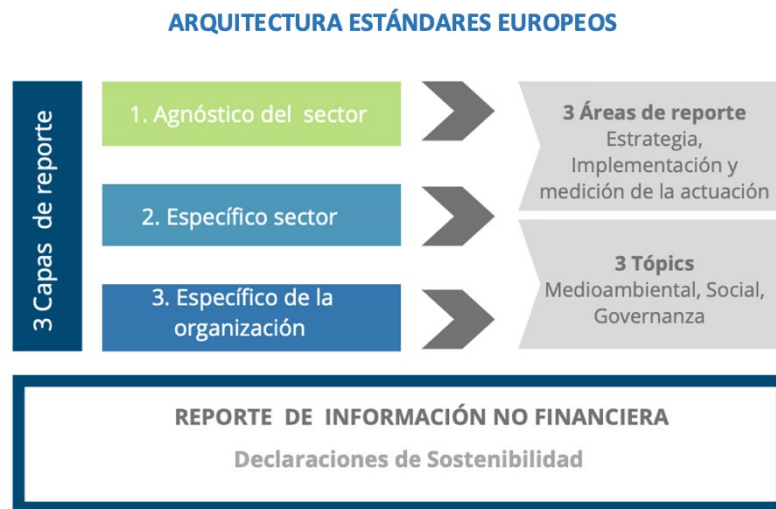 ARQUITECTURA ESTÁNDARES EUROPEOS
3 Capas de reporte
1. Agnóstico del sector
2. Específico sector
3. Específico de la
organización
3 Áreas de reporte
Estrategia,
Implementación y
medición de la actuación
3 Tópics
Medioambiental, Social,
Governanza
REPORTE DE INFORMACIÓN NO FINANCIERA
Declaraciones de Sostenibilidad